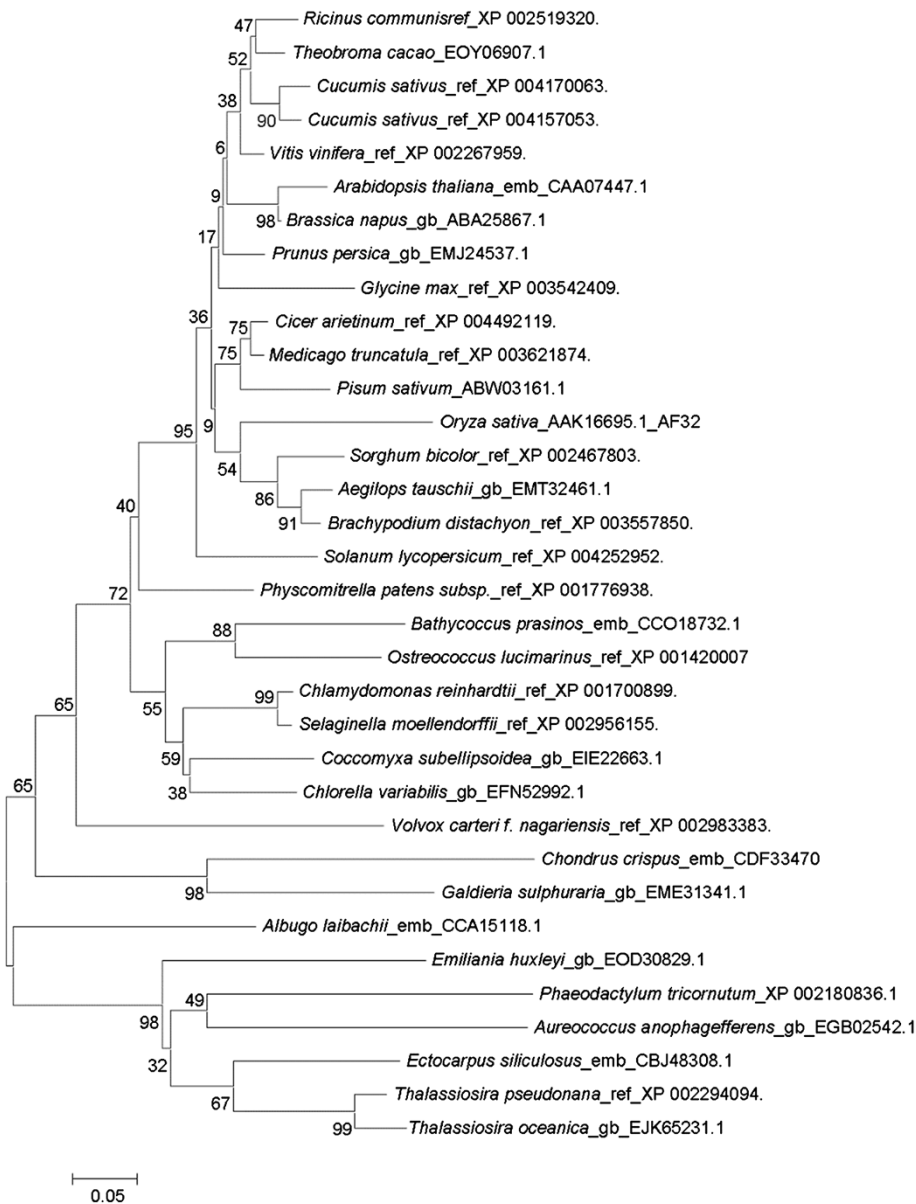 47 Ricinus communisref_XP 002519320.
Theobroma cacao_EOY06907.1
52
Cucumis sativus_ref_XP 004170063.
38
90 Cucumis sativus_ref_XP 004157053.
6 Vitis vinifera_ref_XP 002267959.
Arabidopsis thaliana_emb_CAA07447.1
9
98 Brassica napus_gb_ABA25867.1
17 Prunus persica_gb_EMJ24537.1
Glycine max_ref_XP 003542409.
36 75 Cicer arietinum_ref_XP 004492119.
75 Medicago truncatula_ref_XP 003621874.
Pisum sativum_ABW03161.1
9 Oryza sativa_AAK16695.1_AF32
95
54 Sorghum bicolor_ref_XP 002467803.
86 Aegilops tauschii_gb_EMT32461.1
40
91 Brachypodium distachyon_ref_XP 003557850.
Solanum lycopersicum_ref_XP 004252952.
72 Physcomitrella patens subsp._ref_XP 001776938.
88 Bathycoccus prasinos_emb_CCO18732.1
Ostreococcus lucimarinus_ref_XP 001420007
65 55 99 Chlamydomonas reinhardtii_ref_XP 001700899.
Selaginella moellendorffii_ref_XP 002956155.
59 Coccomyxa subellipsoidea_gb_EIE22663.1
65 38 Chlorella variabilis_gb_EFN52992.1
Volvox carteri f. nagariensis_ref_XP 002983383.
Chondrus crispus_emb_CDF33470
98 Galdieria sulphuraria_gb_EME31341.1
Albugo laibachii_emb_CCA15118.1
Emiliania huxleyi_gb_EOD30829.1
49 Phaeodactylum tricornutum_XP 002180836.1
98 Aureococcus anophagefferens_gb_EGB02542.1
32 Ectocarpus siliculosus_emb_CBJ48308.1
67 Thalassiosira pseudonana_ref_XP 002294094.
99 Thalassiosira oceanica_gb_EJK65231.1
0.05